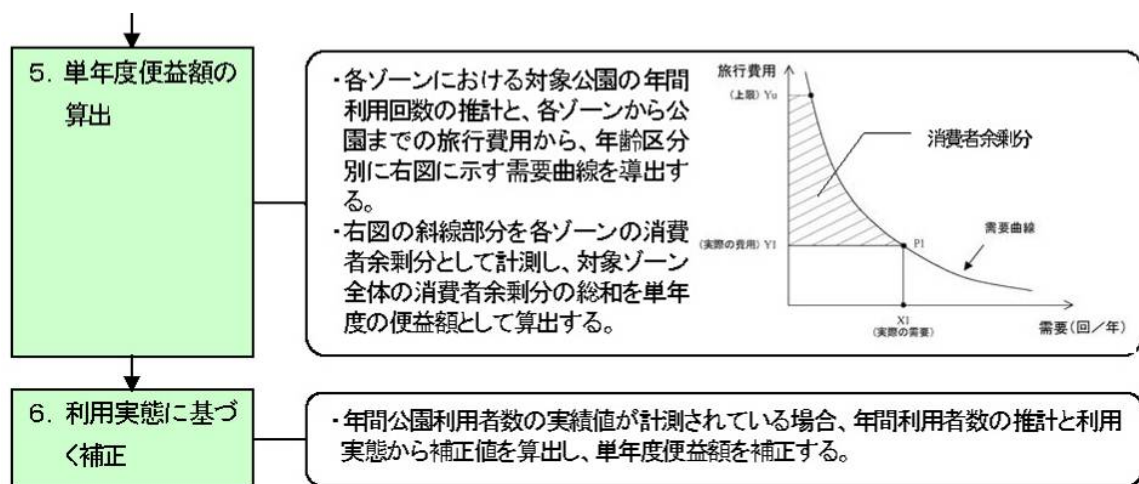 5. 単年度便益額の
算出
・各ゾーンにおける対象公園の年間
利用回数の推計と、各ゾーンから公
園までの旅行費用から、年齢区分
別に右図に示す需要曲線を導出す
る。
・右図の斜線部分を各ゾーンの消費
者余剰分として計測し、対象ゾーン
全体の消費者余剰分の総和を単年
度の便益額として算出する。
旅行費用
(上限) Yu
消費者余剰分
需要曲線
(実際の費用) Y1
P1
X1
(実際の需要)
需要(回/年)
6. 利用実態に基づ
く補正
・年間公園利用者数の実績値が計測されている場合、年間利用者数の推計と利用
実態から補正値を算出し、単年度便益額を補正する。